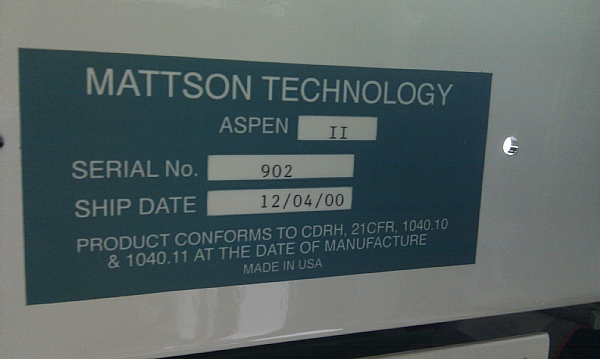 MATTSON TECHNOLOGY
ASPEN II
SERIAL No. 902
SHIP DATE 12/04/00
PRODUCT CONFORMS TO CDRH, 21CFR, 1040.10
& 1040.11 AT THE DATE OF MANUFACTURE
MADE IN USA